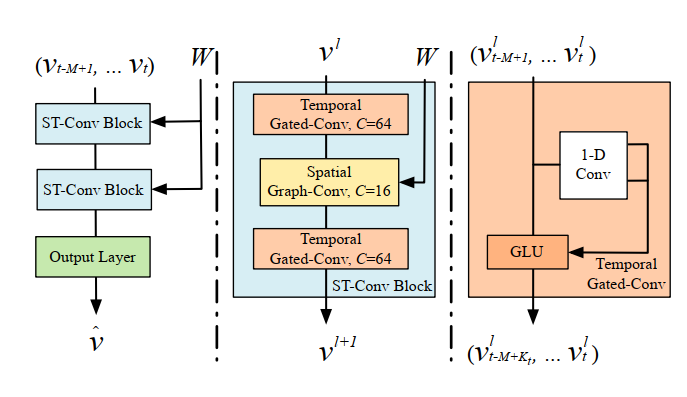 (v_{t-M+1}, ... v_t)
W
ST-Conv Block
ST-Conv Block
Output Layer
v̂
v^l
W
Temporal
Gated-Conv, C=64
Spatial
Graph-Conv, C=16
Temporal
Gated-Conv, C=64
ST-Conv Block
v^{l+1}
(v^l_{t-M+1}, ... v^l_t)
1-D
Conv
GLU
Temporal
Gated-Conv
(v^l_{t-M+K_t}, ... v^l_t)